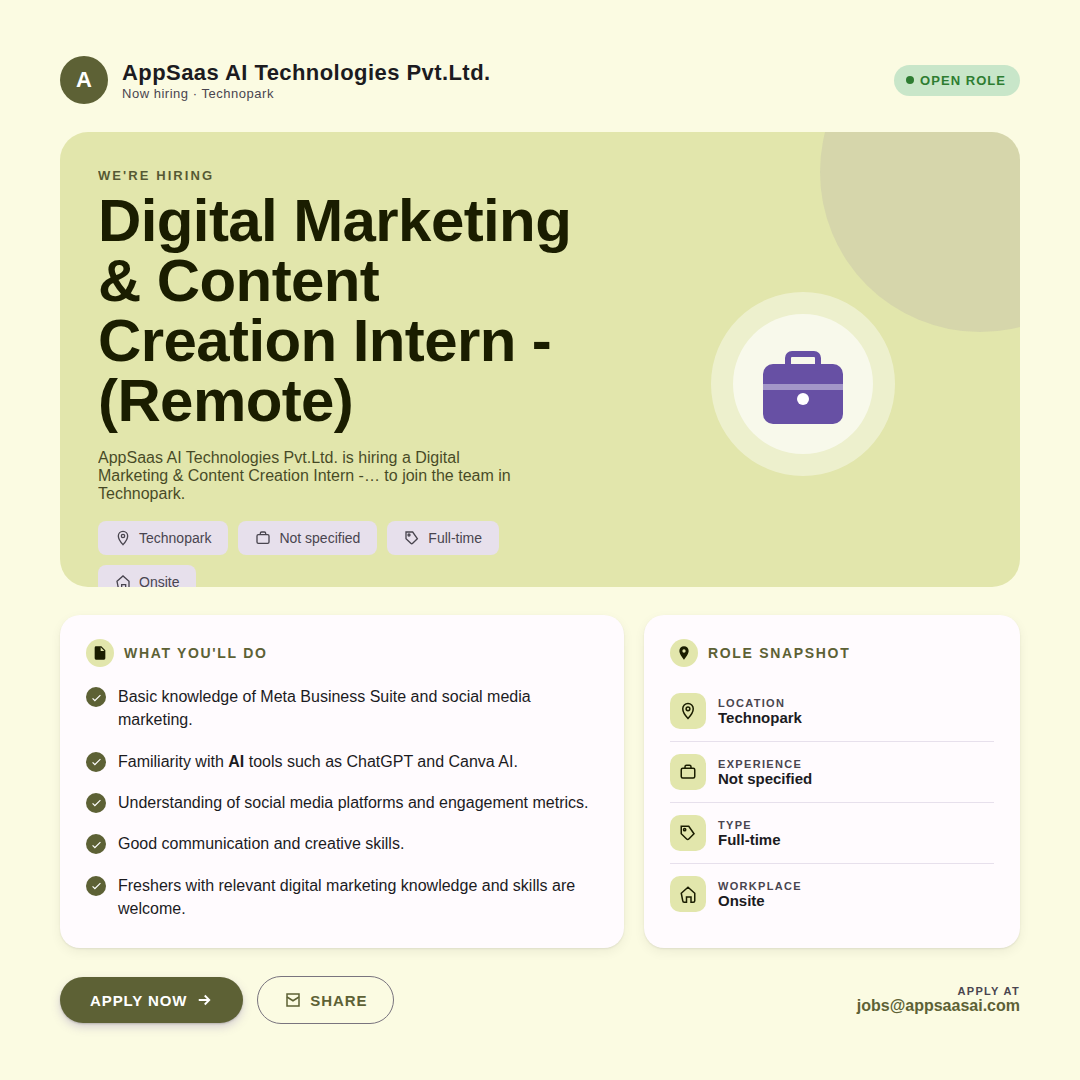 A
AppSaas AI Technologies Pvt.Ltd.
Now hiring · Technopark
OPEN ROLE
WE'RE HIRING
Digital Marketing
& Content
Creation Intern -
(Remote)
AppSaas AI Technologies Pvt.Ltd. is hiring a Digital
Marketing & Content Creation Intern -… to join the team in
Technopark.
Technopark
Not specified
Full-time
Onsite
WHAT YOU'LL DO
Basic knowledge of Meta Business Suite and social media
marketing.
Familiarity with AI tools such as ChatGPT and Canva AI.
Understanding of social media platforms and engagement metrics.
Good communication and creative skills.
Freshers with relevant digital marketing knowledge and skills are
welcome.
ROLE SNAPSHOT
LOCATION
Technopark
EXPERIENCE
Not specified
TYPE
Full-time
WORKPLACE
Onsite
APPLY NOW
SHARE
APPLY AT
jobs@appsaasai.com